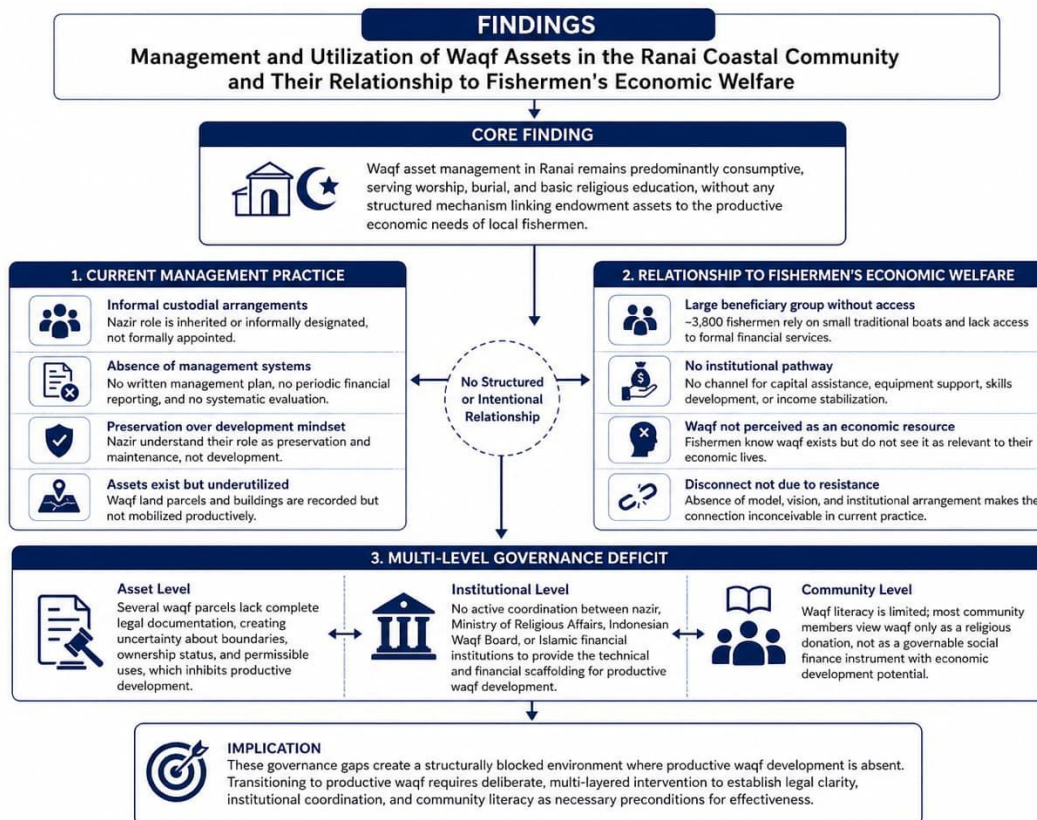 FINDINGS
Management and Utilization of Waqf Assets in the Ranai Coastal Community
and Their Relationship to Fishermen's Economic Welfare
CORE FINDING
Waqf asset management in Ranai remains predominantly consumptive,
serving worship, burial, and basic religious education, without any
structured mechanism linking endowment assets to the productive
economic needs of local fishermen.
1. CURRENT MANAGEMENT PRACTICE
Informal custodial arrangements
Nazir role is inherited or informally designated,
not formally appointed.
Absence of management systems
No written management plan, no periodic financial
reporting, and no systematic evaluation.
Preservation over development mindset
Nazir understand their role as preservation and
maintenance, not development.
Assets exist but underutilized
Waqf land parcels and buildings are recorded but
not mobilized productively.
No Structured
or Intentional
Relationship
2. RELATIONSHIP TO FISHERMEN'S ECONOMIC WELFARE
Large beneficiary group without access
~3,800 fishermen rely on small traditional boats and lack access
to formal financial services.
No institutional pathway
No channel for capital assistance, equipment support, skills
development, or income stabilization.
Waqf not perceived as an economic resource
Fishermen know waqf exists but do not see it as relevant to their
economic lives.
Disconnect not due to resistance
Absence of model, vision, and institutional arrangement makes the
connection inconceivable in current practice.
3. MULTI-LEVEL GOVERNANCE DEFICIT
Asset Level
Several waqf parcels lack complete
legal documentation, creating
uncertainty about boundaries,
ownership status, and permissible
uses, which inhibits productive
development.
Institutional Level
No active coordination between nazir,
Ministry of Religious Affairs, Indonesian
Waqf Board, or Islamic financial
institutions to provide the technical
and financial scaffolding for productive
waqf development.
Community Level
Waqf literacy is limited; most community
members view waqf only as a religious
donation, not as a governable social
finance instrument with economic
development potential.
IMPLICATION
These governance gaps create a structurally blocked environment where productive waqf development is absent.
Transitioning to productive waqf requires deliberate, multi-layered intervention to establish legal clarity,
institutional coordination, and community literacy as necessary preconditions for effectiveness.